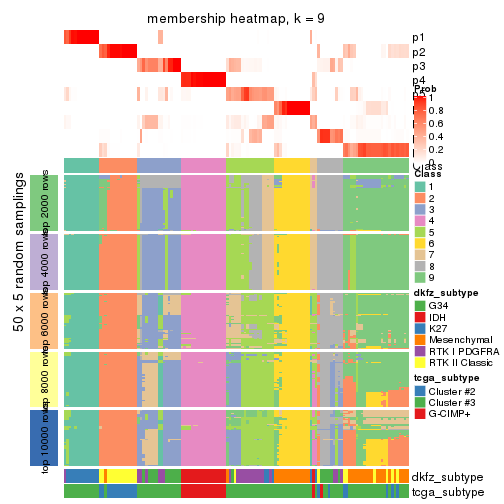 membership heatmap, k = 9
p1
p2
p3
p4
Prob
1
0.8
0.6
0.4
0.2
0
Class
Class
1
2
3
4
5
6
7
8
9
dkfz_subtype
G34
IDH
K27
Mesenchymal
RTK I PDGFRA
RTK II Classic
tcga_subtype
Cluster #2
Cluster #3
G-CIMP+
50 x 5 random samplings
top 2000 rows
top 4000 rows
top 6000 rows
top 8000 rows
top 10000 rows
dkfz_subtype
tcga_subtype